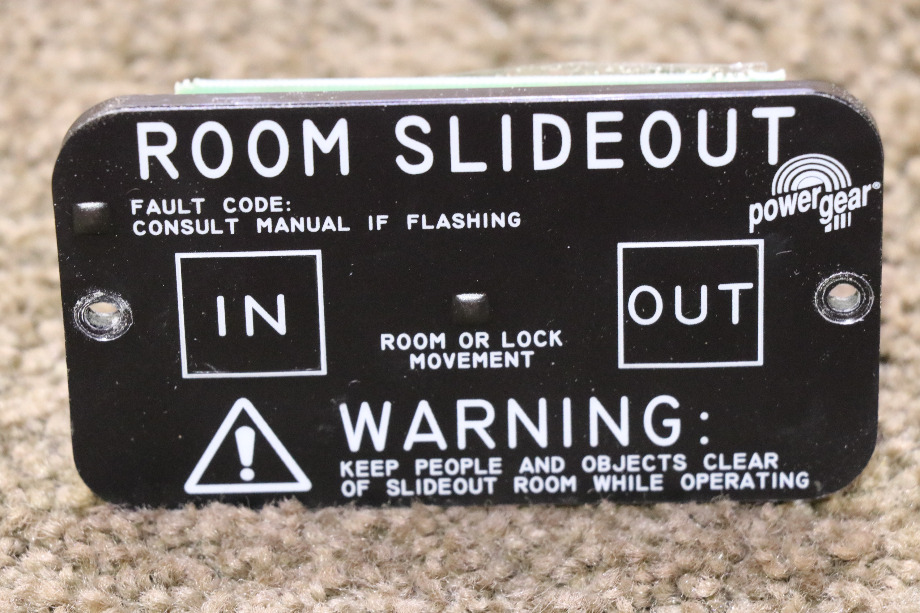 ROOM SLIDEOUT
powergear®
FAULT CODE:
CONSULT MANUAL IF FLASHING
IN
OUT
ROOM OR LOCK
MOVEMENT
!
WARNING:
KEEP PEOPLE AND OBJECTS CLEAR
OF SLIDEOUT ROOM WHILE OPERATING